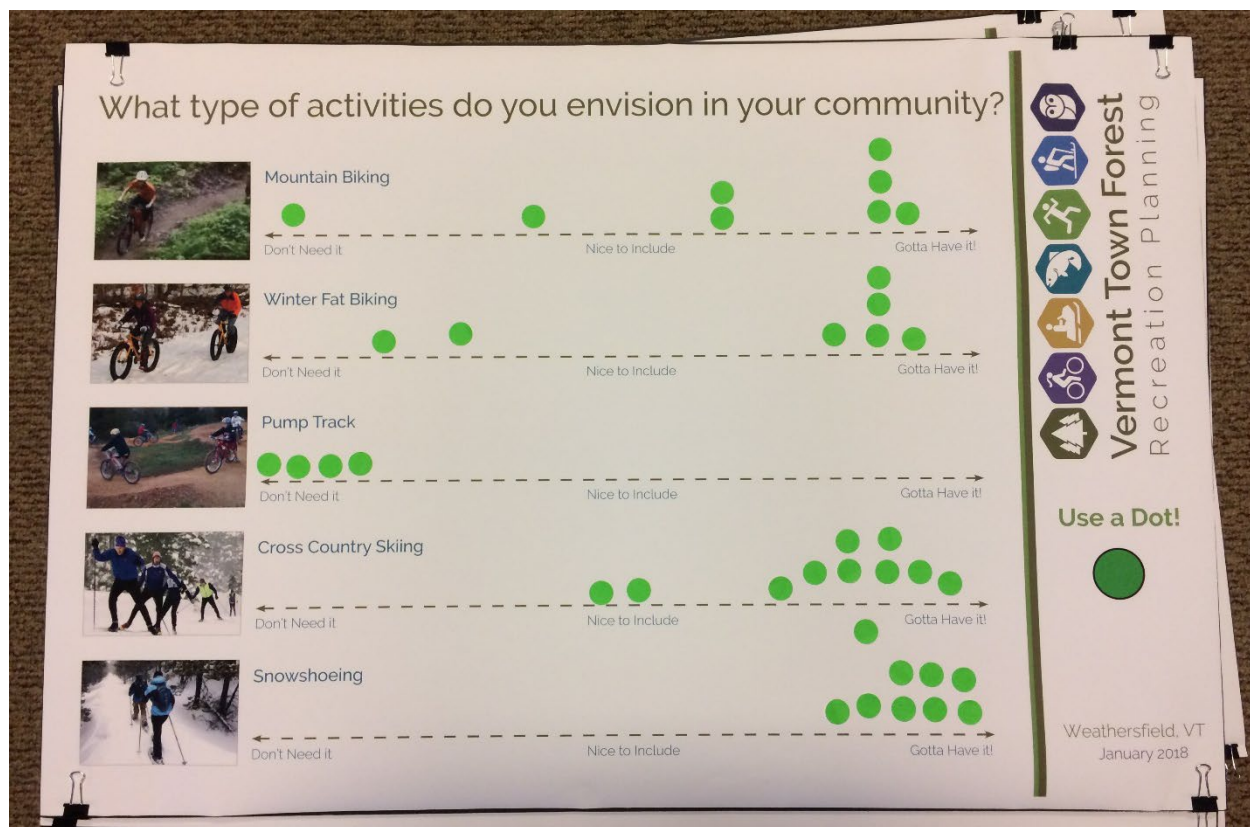 What type of activities do you envision in your community?
Mountain Biking
Don't Need it
Nice to Include
Gotta Have it!
Winter Fat Biking
Don't Need it
Nice to Include
Gotta Have it!
Pump Track
Don't Need it
Nice to Include
Gotta Have it!
Cross Country Skiing
Don't Need it
Nice to Include
Gotta Have it!
Snowshoeing
Don't Need it
Nice to Include
Gotta Have it!
Vermont Town Forest
Recreation Planning
Use a Dot!
Weathersfield, VT
January 2018